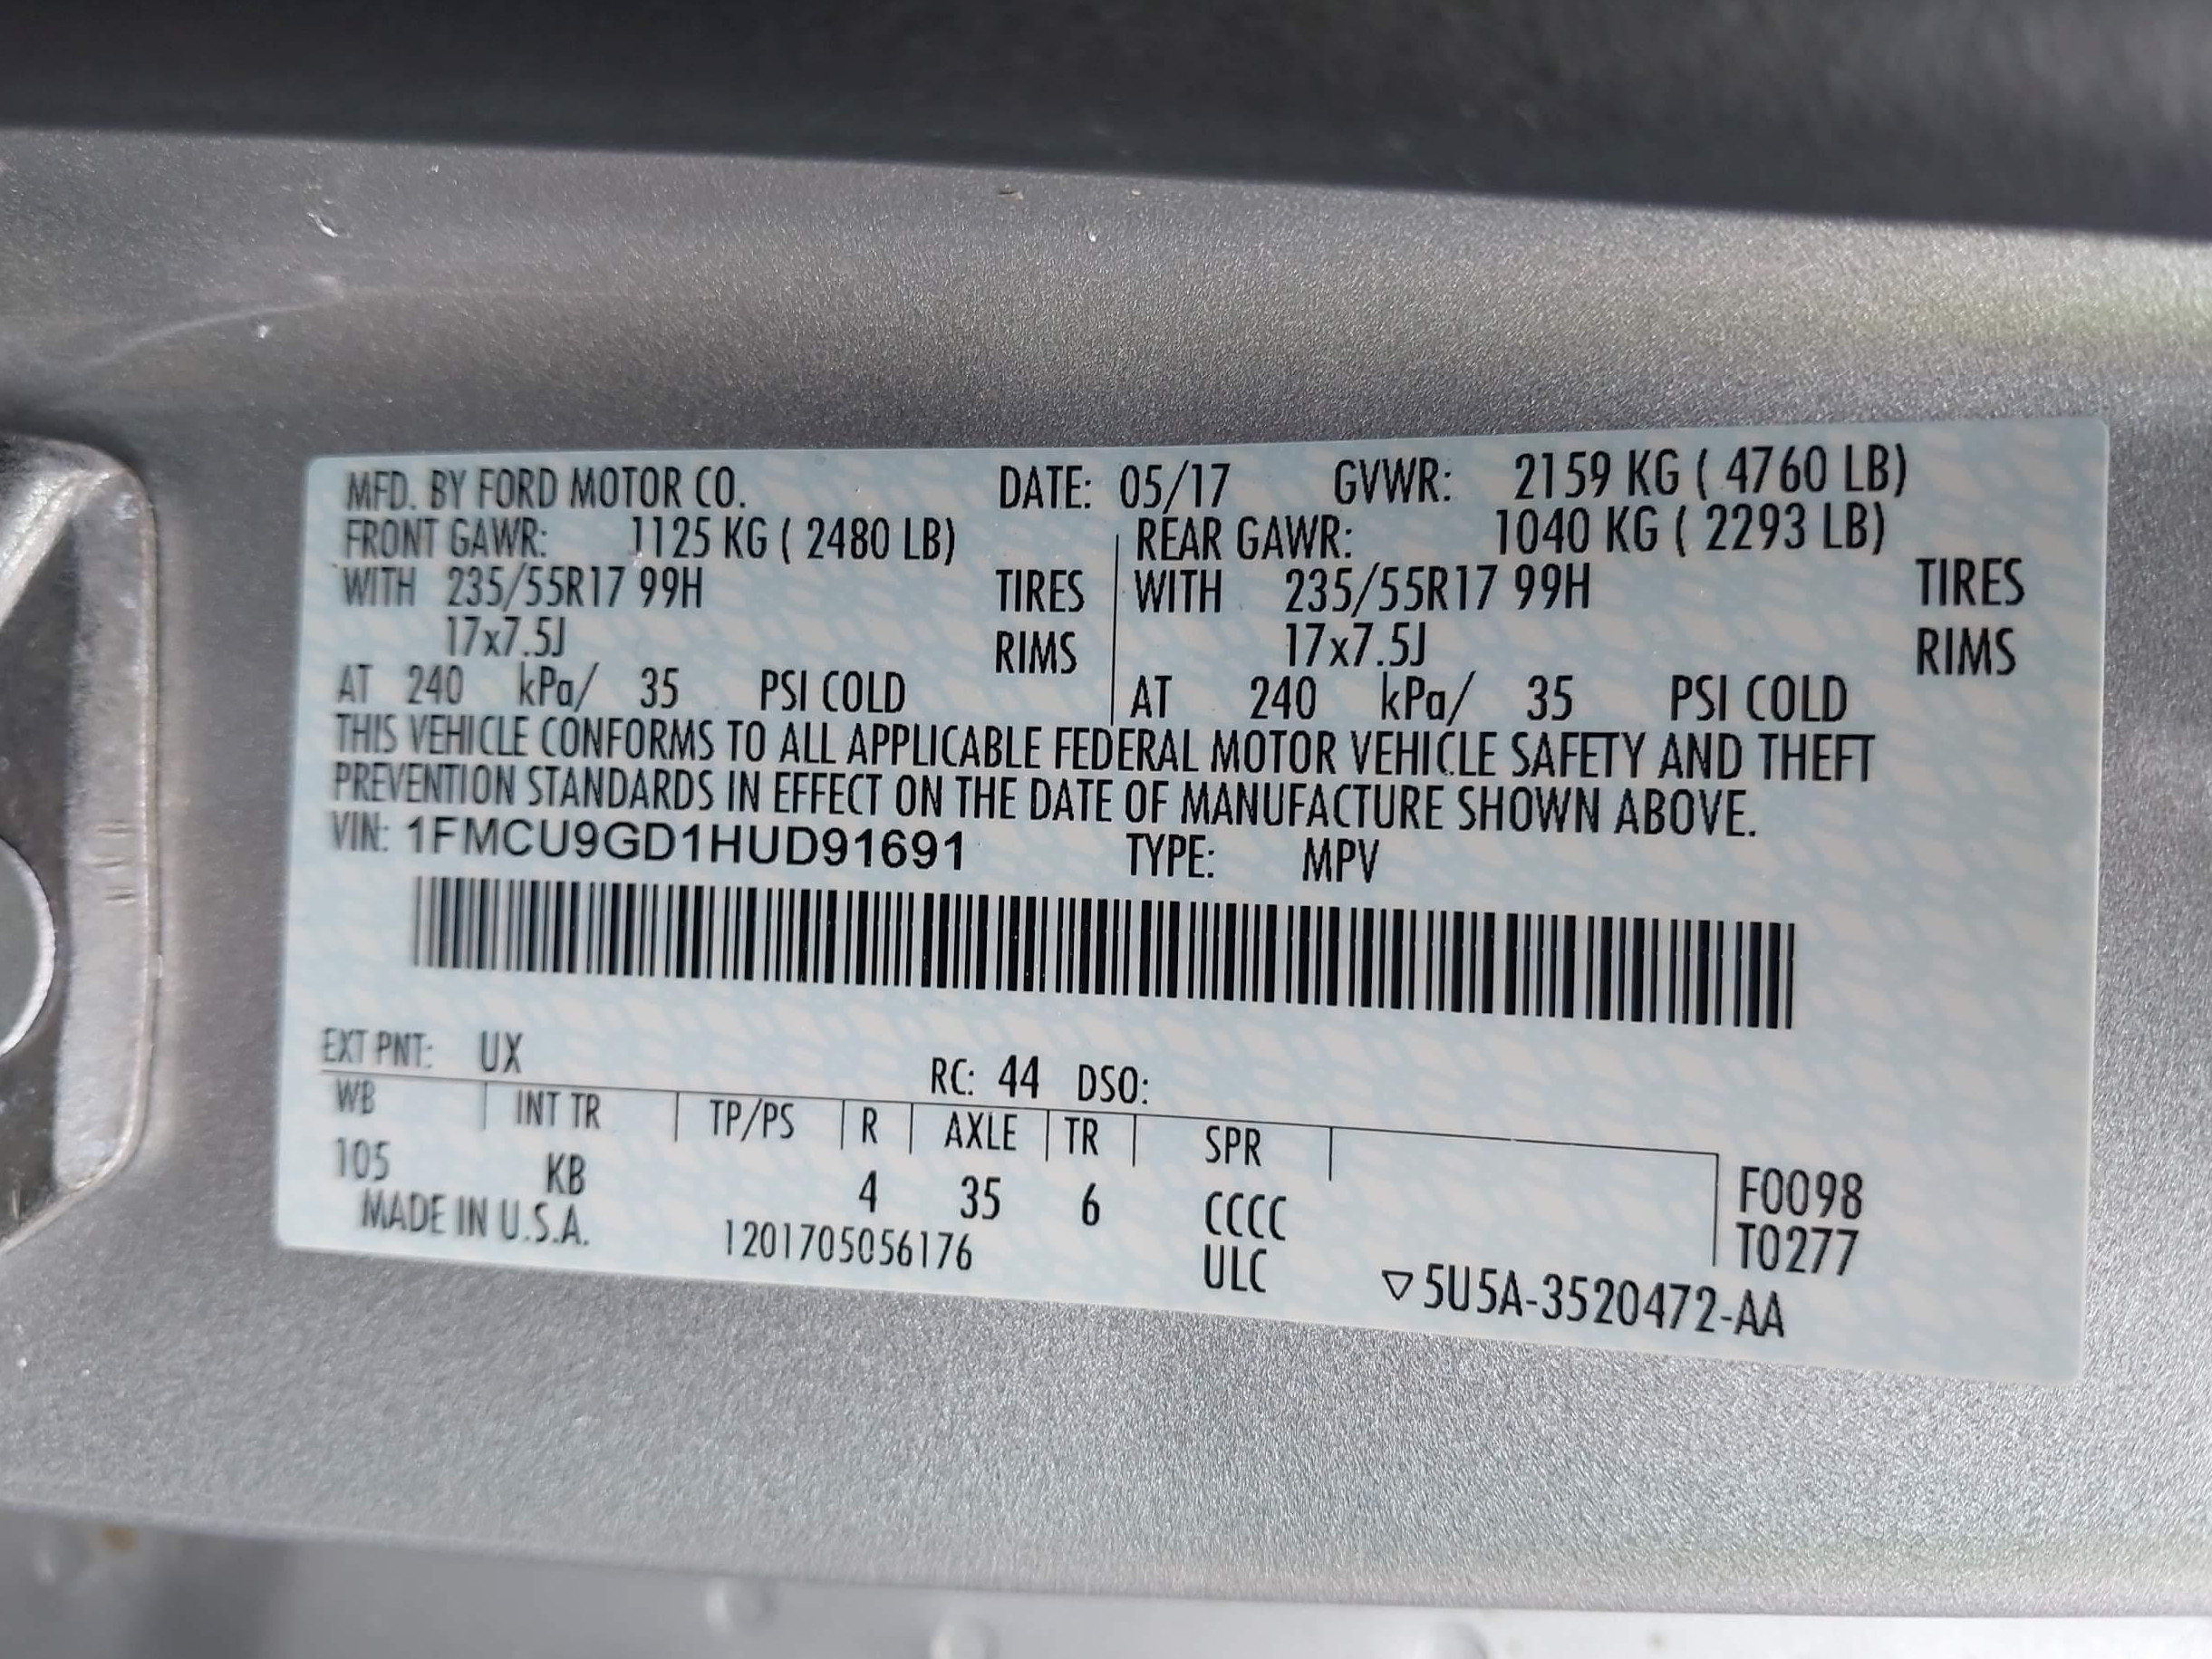 MFD. BY FORD MOTOR CO. DATE: 05/17 GVWR: 2159 KG ( 4760 LB)
FRONT GAWR: 1125 KG ( 2480 LB) REAR GAWR: 1040 KG ( 2293 LB)
WITH 235/55R17 99H TIRES WITH 235/55R17 99H TIRES
17x7.5J RIMS 17x7.5J RIMS
AT 240 kPa/ 35 PSI COLD AT 240 kPa/ 35 PSI COLD
THIS VEHICLE CONFORMS TO ALL APPLICABLE FEDERAL MOTOR VEHICLE SAFETY AND THEFT
PREVENTION STANDARDS IN EFFECT ON THE DATE OF MANUFACTURE SHOWN ABOVE.
VIN: 1FMCU9GD1HUD91691 TYPE: MPV
EXT PNT: UX RC: 44 DSO:
WB INT TR TP/PS R AXLE TR SPR
105 KB 4 35 6 CCCC F0098
MADE IN U.S.A. 1201705056176 ULC T0277
▽5U5A-3520472-AA